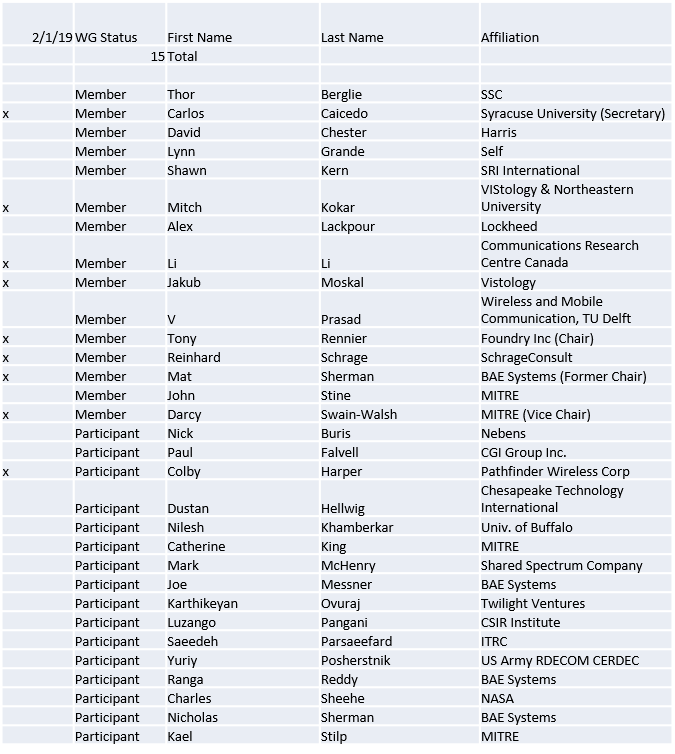 2/1/19 WG Status First Name Last Name Affiliation
15 Total
Member Thor Berglie SSC
x Member Carlos Caicedo Syracuse University (Secretary)
Member David Chester Harris
Member Lynn Grande Self
Member Shawn Kern SRI International
VIStology & Northeastern
x Member Mitch Kokar University
Member Alex Lackpour Lockheed
Communications Research
x Member Li Li Centre Canada
x Member Jakub Moskal Vistology
Wireless and Mobile
Member V Prasad Communication, TU Delft
x Member Tony Rennier Foundry Inc (Chair)
x Member Reinhard Schrage SchrageConsult
x Member Mat Sherman BAE Systems (Former Chair)
Member John Stine MITRE
x Member Darcy Swain-Walsh MITRE (Vice Chair)
Participant Nick Buris Nebens
Participant Paul Falvell CGI Group Inc.
x Participant Colby Harper Pathfinder Wireless Corp
Chesapeake Technology
Participant Dustan Hellwig International
Participant Nilesh Khamberkar Univ. of Buffalo
Participant Catherine King MITRE
Participant Mark McHenry Shared Spectrum Company
Participant Joe Messner BAE Systems
Participant Karthikeyan Ovuraj Twilight Ventures
Participant Luzango Pangani CSIR Institute
Participant Saeedeh Parsaeefard ITRC
Participant Yuriy Posherstnik US Army RDECOM CERDEC
Participant Ranga Reddy BAE Systems
Participant Charles Sheehe NASA
Participant Nicholas Sherman BAE Systems
Participant Kael Stilp MITRE